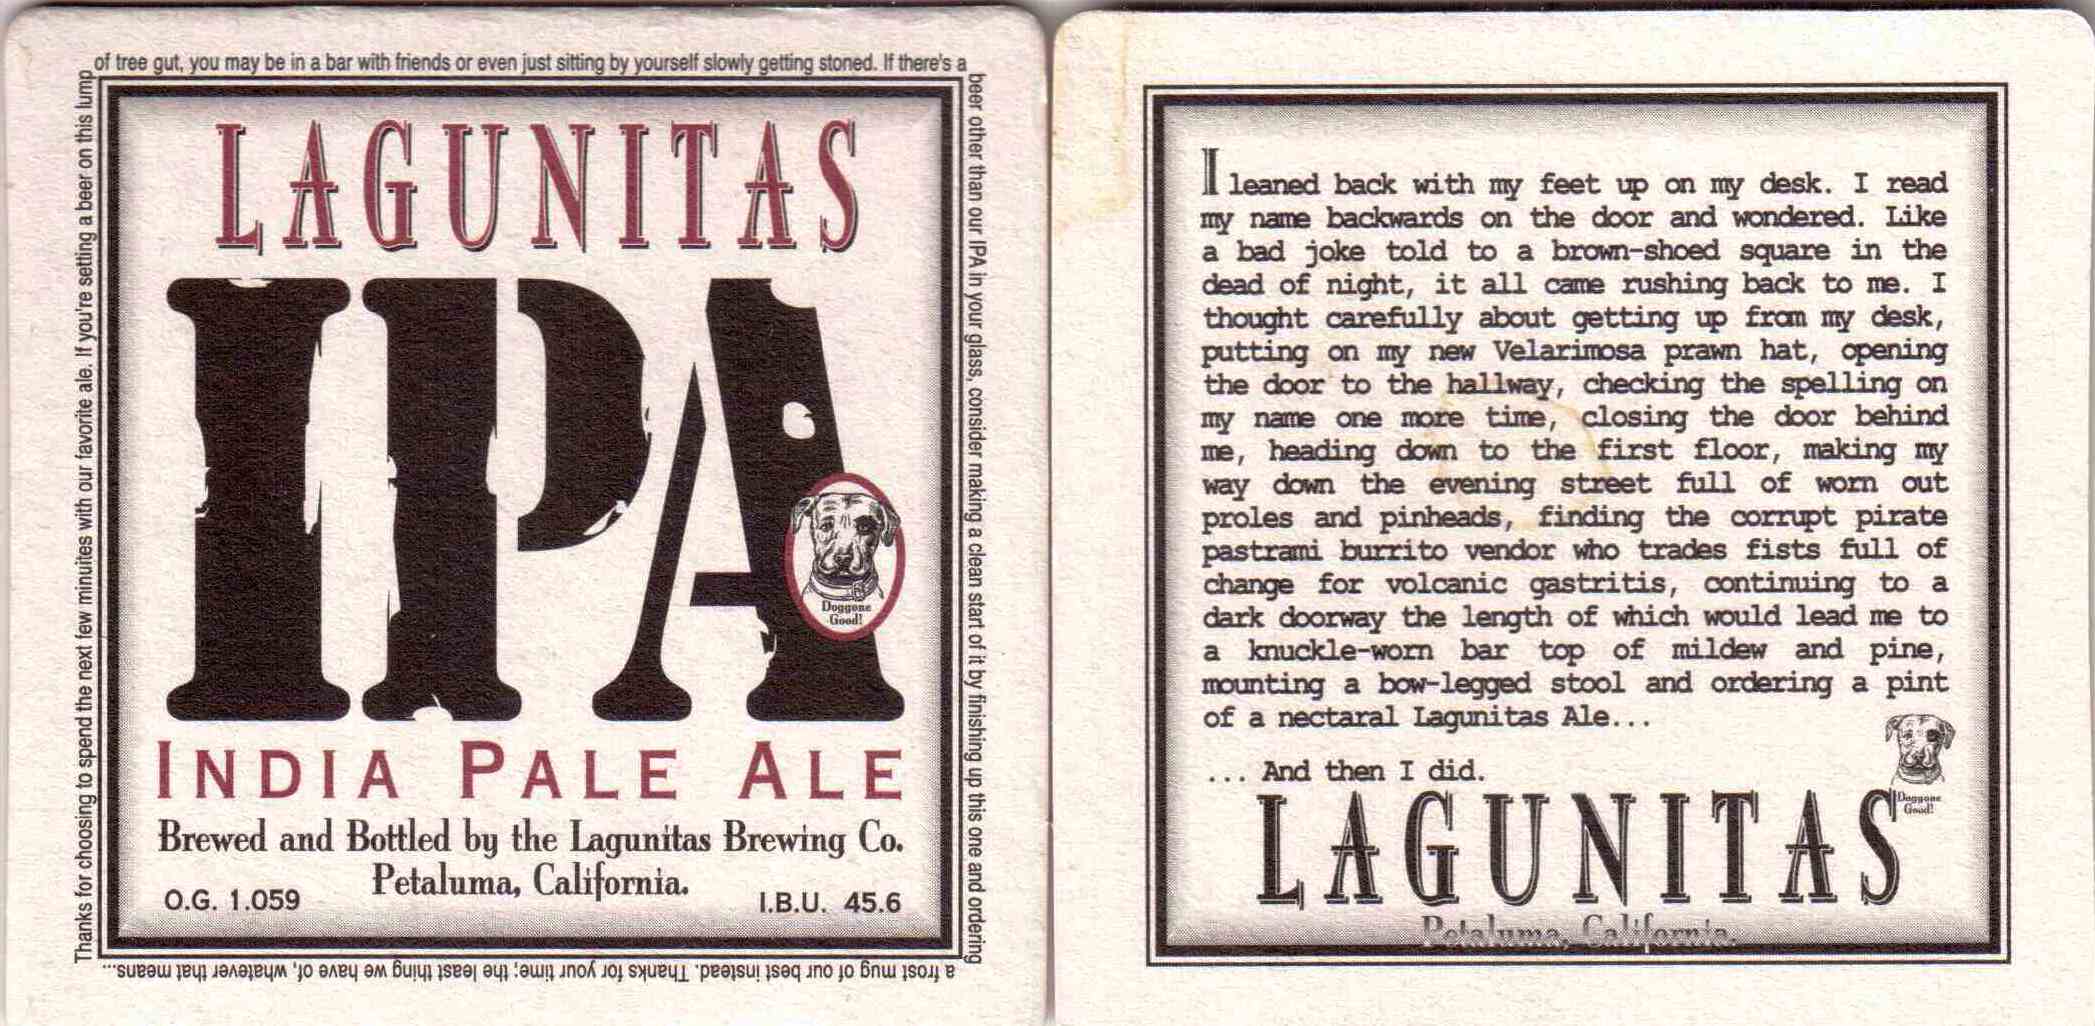 Thanks for choosing to spend the next few minutes with our favorite ale. If you're setting a beer on this lump
of tree gut, you may be in a bar with friends or even just sitting by yourself slowly getting stoned. If there's a
beer other than our IPA in your glass, consider making a clean start of it by finishing up this one and ordering
a frost mug of our best instead. Thanks for your time; the least thing we have of, whatever that means...
LAGUNITAS
IPA
Doggone
Good!
INDIA PALE ALE
Brewed and Bottled by the Lagunitas Brewing Co.
Petaluma, California.
O.G. 1.059
I.B.U. 45.6
I leaned back with my feet up on my desk. I read
my name backwards on the door and wondered. Like
a bad joke told to a brown-shoed square in the
dead of night, it all came rushing back to me. I
thought carefully about getting up from my desk,
putting on my new Velarimosa prawn hat, opening
the door to the hallway, checking the spelling on
my name one more time, closing the door behind
me, heading down to the first floor, making my
way down the evening street full of worn out
proles and pinheads, finding the corrupt pirate
pastrami burrito vendor who trades fists full of
change for volcanic gastritis, continuing to a
dark doorway the length of which would lead me to
a knuckle-worn bar top of mildew and pine,
mounting a bow-legged stool and ordering a pint
of a nectaral Lagunitas Ale...
... And then I did.
Doggone
Good!
LAGUNITAS
Petaluma, California.